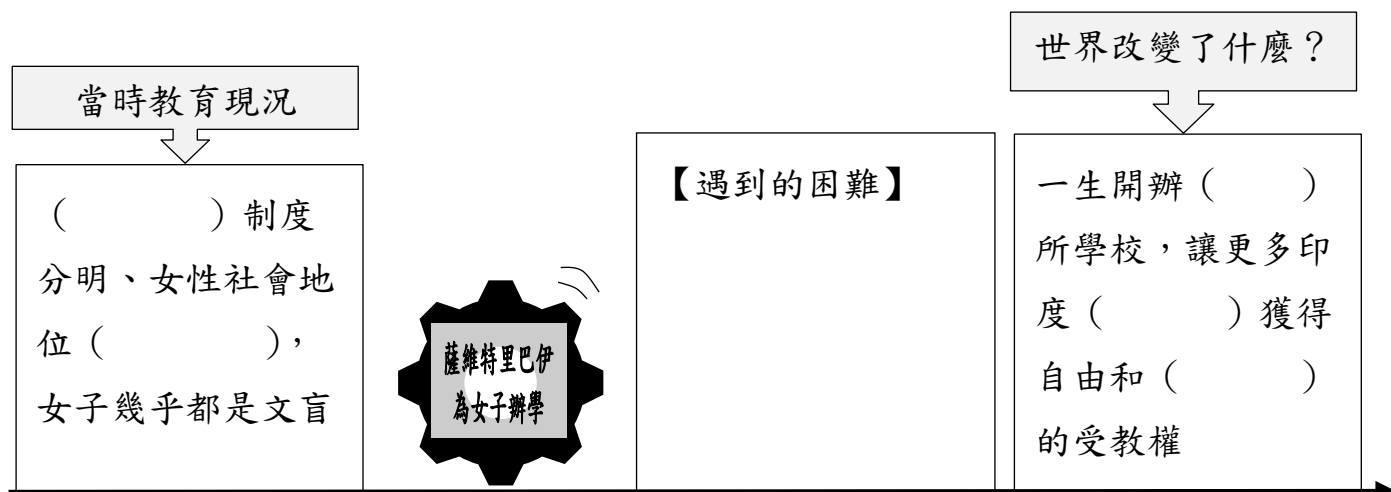 當時教育現況
（　　　　）制度
分明、女性社會地
位（　　　　），
女子幾乎都是文盲
薩維特里巴伊
為女子辦學
【遇到的困難】
世界改變了什麼？
一生開辦（　　）
所學校，讓更多印
度（　　　）獲得
自由和（　　　）
的受教權